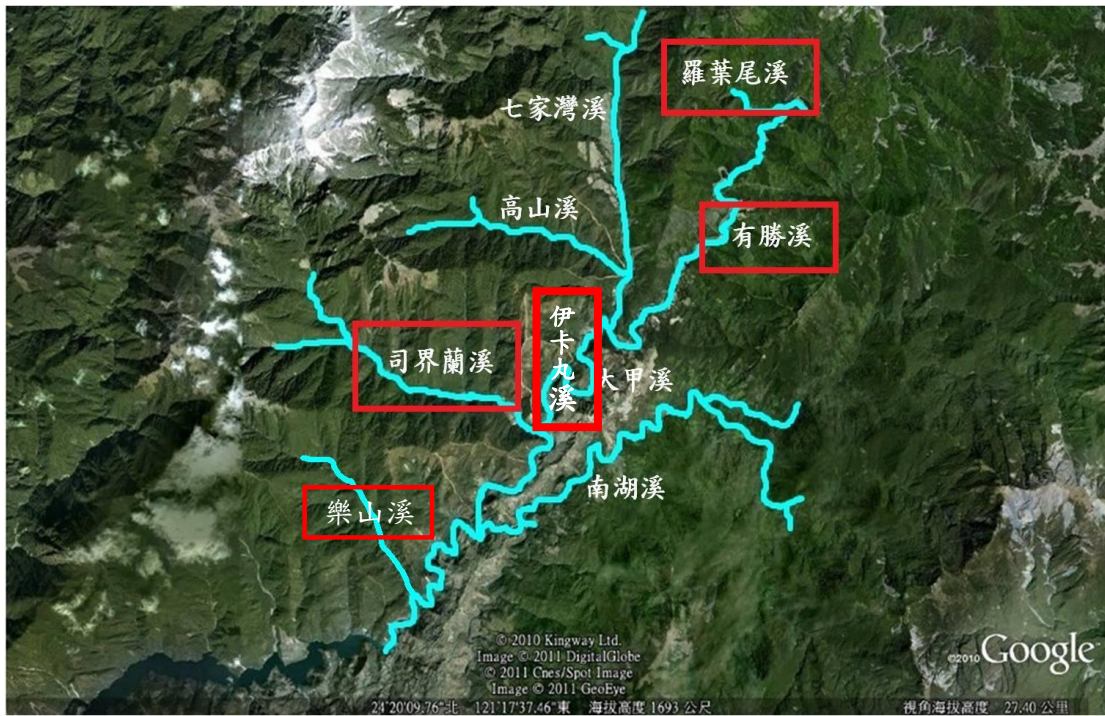 羅葉尾溪
七家灣溪
高山溪
有勝溪
伊卡丸溪
司界蘭溪
大甲溪
南湖溪
樂山溪
© 2010 Kingway Ltd.
Image © 2011 DigitalGlobe
© 2011 Cnes/Spot Image
Image © 2011 GeoEye
©2010 Google
24°20'09.76"北 121°17'37.46"東 海拔高度 1693 公尺 視角海拔高度 27.40 公里